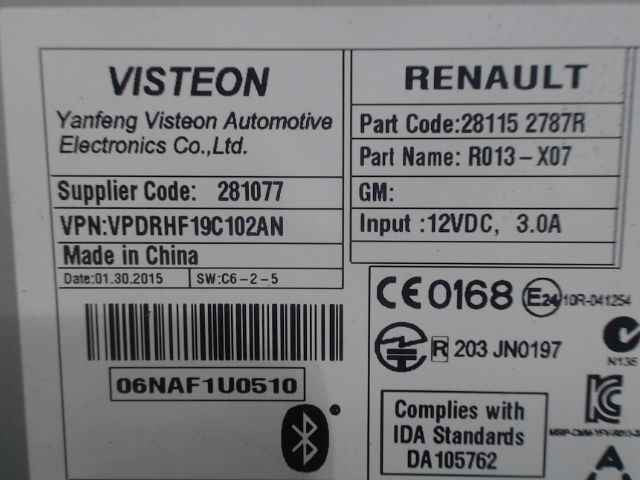 VISTEON
Yanfeng Visteon Automotive
Electronics Co.,Ltd.
Supplier Code: 281077
VPN:VPDRHF19C102AN
Made in China
Date:01.30.2015 SW:C6-2-5
06NAF1U0510
RENAULT
Part Code:28115 2787R
Part Name: R013-X07
GM:
Input :12VDC, 3.0A
CE0168 E24 10R-041254
R 203 JN0197
N135
Complies with
IDA Standards
DA105762